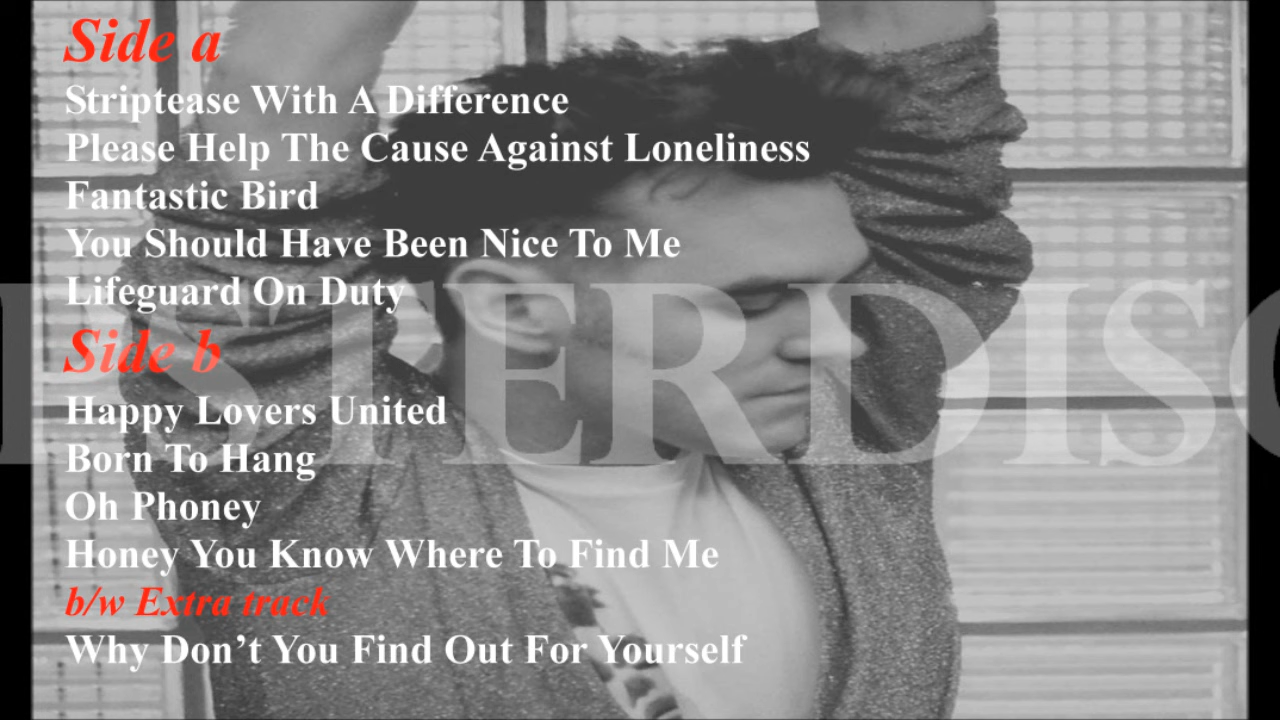 Side a
Striptease With A Difference
Please Help The Cause Against Loneliness
Fantastic Bird
You Should Have Been Nice To Me
Lifeguard On Duty
Side b
Happy Lovers United
Born To Hang
Oh Phoney
Honey You Know Where To Find Me
b/w Extra track
Why Don’t You Find Out For Yourself